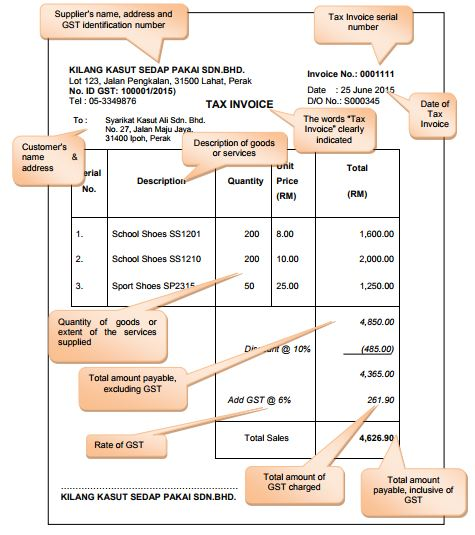 Supplier's name, address and
GST identification number
Tax Invoice serial
number
KILANG KASUT SEDAP PAKAI SDN.BHD.
Lot 123, Jalan Pengkalan, 31500 Lahat, Perak
No. ID GST: 100001/2015)
Tel : 05-3349876
Invoice No.: 0001111
Date : 25 June 2015
D/O No.: S000345
TAX INVOICE
Date of
Tax
Invoice
The words "Tax
Invoice" clearly
indicated
To : Syarikat Kasut Ali Sdn. Bhd.
No. 27, Jalan Maju Jaya,
31400 Ipoh, Perak
Customer's
name &
address
Description of goods
or services
erial
No.
Description
Quantity
Unit
Price
(RM)
Total
(RM)
1. School Shoes SS1201 200 8.00 1,600.00
2. School Shoes SS1210 200 10.00 2,000.00
3. Sport Shoes SP2315 50 25.00 1,250.00
Quantity of goods or
extent of the services
supplied
4,850.00
Di unt @ 10% (485.00)
4,365.00
Total amount payable,
excluding GST
Add GST @ 6% 261.90
Rate of GST
Total Sales 4,626.90
Total amount of
GST charged
Total amount
payable, inclusive of
GST
KILANG KASUT SEDAP PAKAI SDN.BHD.